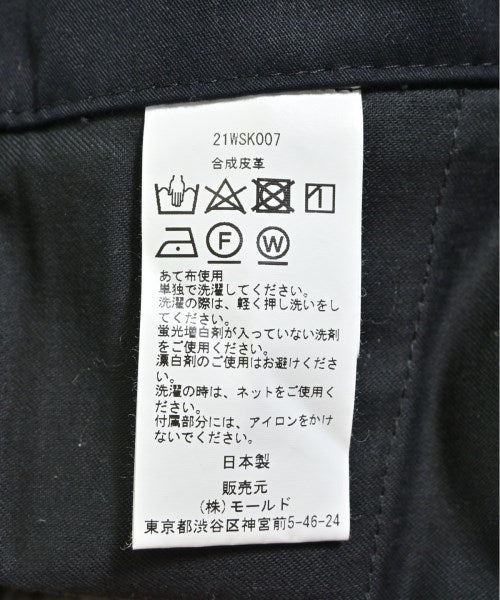 21WSK007
合成皮革
F W
あて布使用
単独で洗濯してください。
洗濯の際は、軽く押し洗いをし
てください。
蛍光増白剤が入っていない洗剤
をご使用ください。
漂白剤のご使用はお避けくださ
い。
洗濯の時は、ネットをご使用く
ださい。
付属部分には、アイロンをかけ
ないでください。
日本製
販売元
(株)モールド
東京都渋谷区神宮前5-46-24